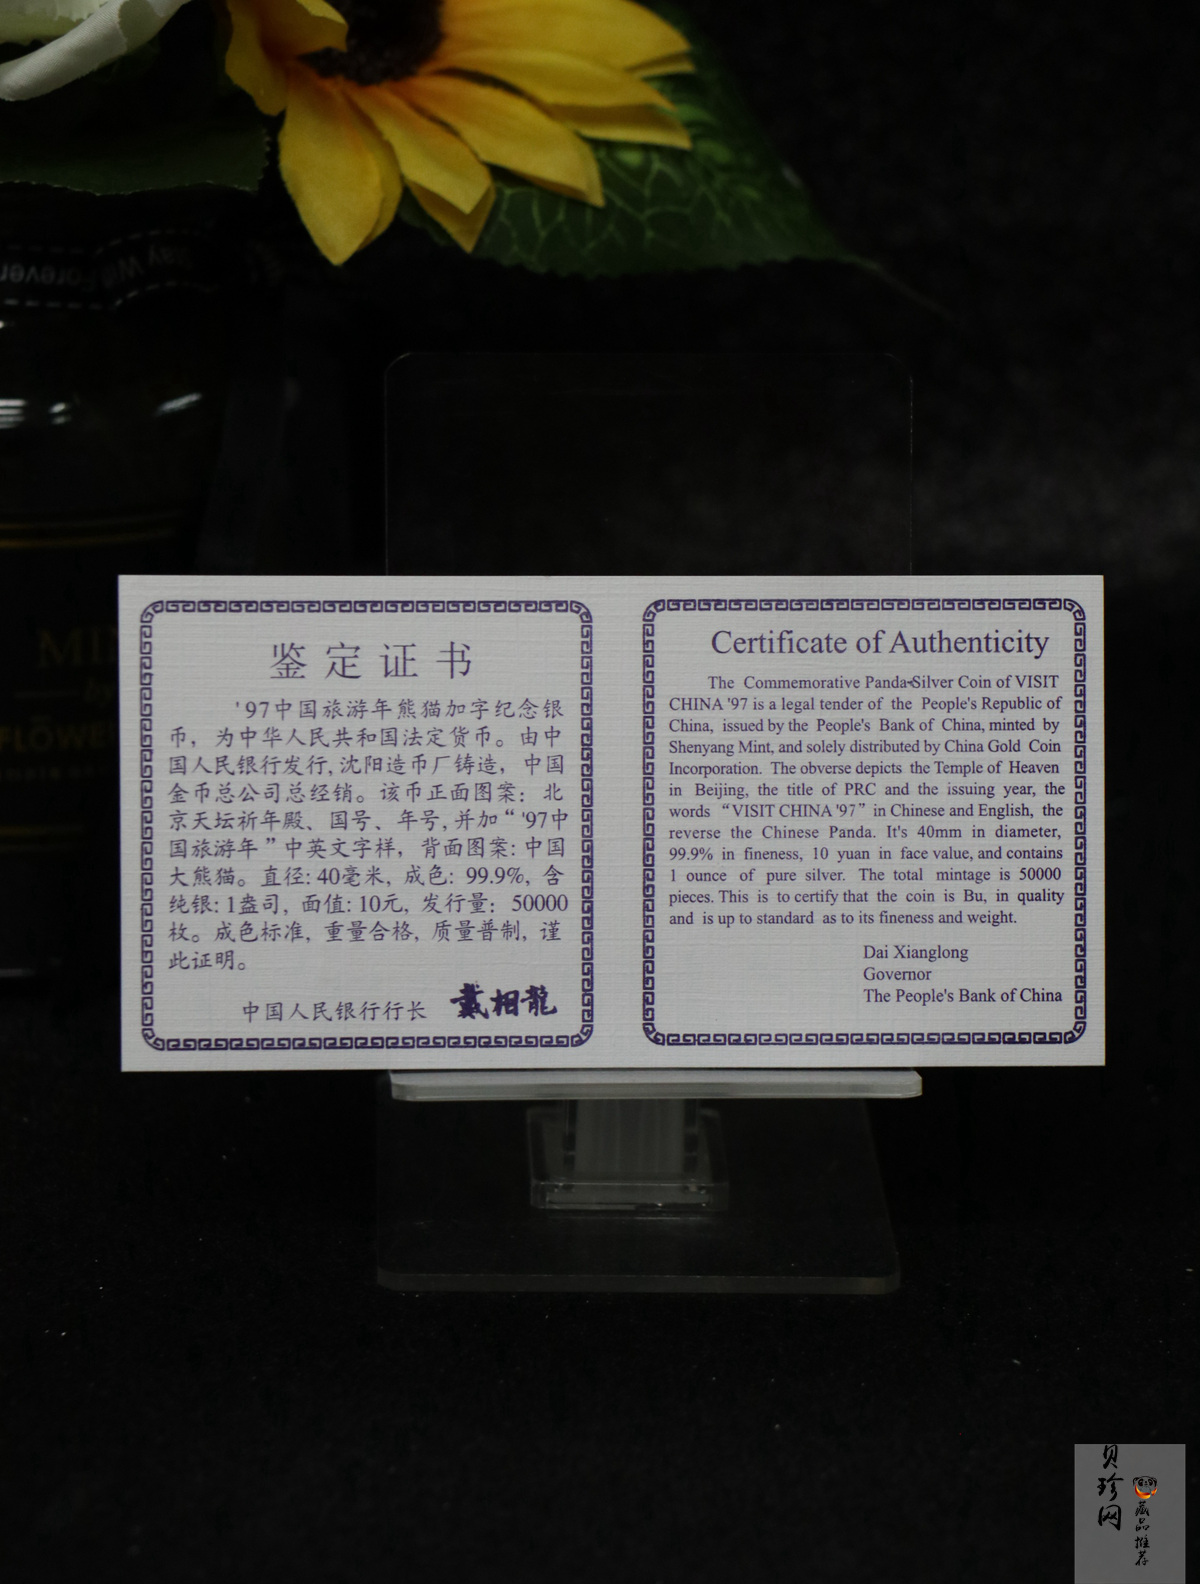 鉴定证书
'97中国旅游年熊猫加字纪念银
币，为中华人民共和国法定货币。由中
国人民银行发行,沈阳造币厂铸造，中国
金币总公司总经销。该币正面图案：北
京天坛祈年殿、国号、年号,并加“'97中
国旅游年”中英文字样，背面图案:中国
大熊猫。直径:40毫米, 成色: 99.9%, 含
纯银:1盎司, 面值:10元, 发行量：50000
枚。成色标准, 重量合格, 质量普制, 谨
此证明。
中国人民银行行长 戴相龍
Certificate of Authenticity
The Commemorative Panda-Silver Coin of VISIT
CHINA '97 is a legal tender of the People's Republic of
China, issued by the People's Bank of China, minted by
Shenyang Mint, and solely distributed by China Gold Coin
Incorporation. The obverse depicts the Temple of Heaven
in Beijing, the title of PRC and the issuing year, the
words “VISIT CHINA '97” in Chinese and English, the
reverse the Chinese Panda. It's 40mm in diameter,
99.9% in fineness, 10 yuan in face value, and contains
1 ounce of pure silver. The total mintage is 50000
pieces. This is to certify that the coin is Bu, in quality
and is up to standard as to its fineness and weight.
Dai Xianglong
Governor
The People's Bank of China
贝珍网
藏品推荐